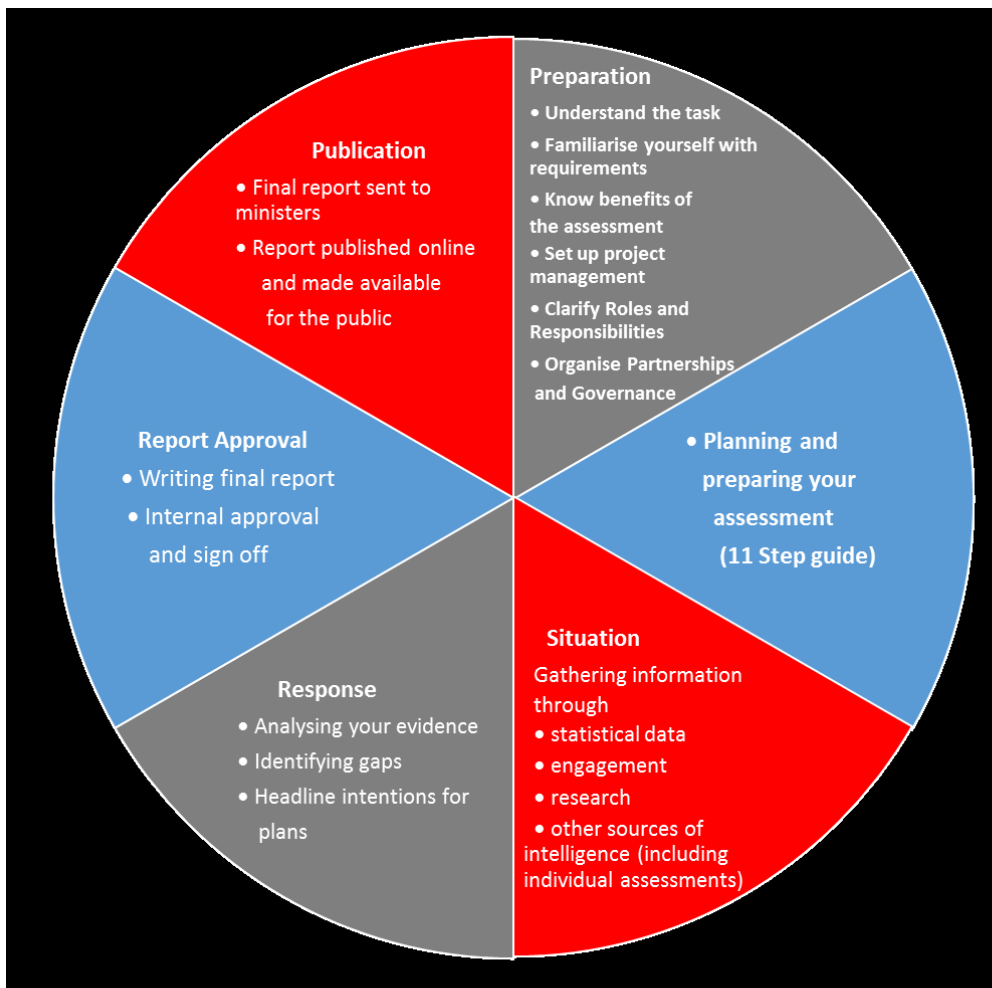 Preparation
• Understand the task
• Familiarise yourself with
requirements
• Know benefits of
the assessment
• Set up project
management
• Clarify Roles and
Responsibilities
• Organise Partnerships
and Governance
• Planning and
preparing your
assessment
(11 Step guide)
Situation
Gathering information
through
• statistical data
• engagement
• research
• other sources of
intelligence (including
individual assessments)
Response
• Analysing your evidence
• Identifying gaps
• Headline intentions for
plans
Report Approval
• Writing final report
• Internal approval
and sign off
Publication
• Final report sent to
ministers
• Report published online
and made available
for the public